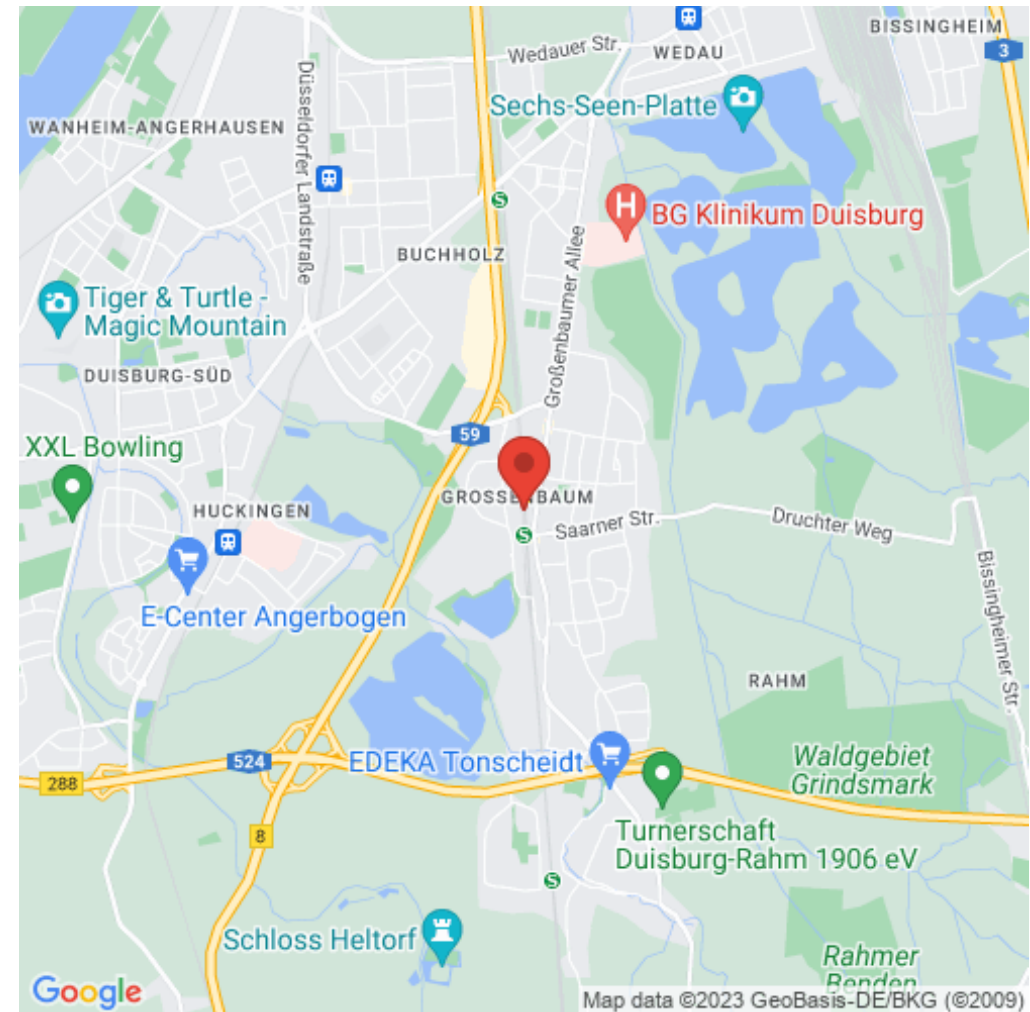 BISSINGHEIM
3
Wedauer Str.
WEDAU
Sechs-Seen-Platte
WANHEIM-ANGERHAUSEN
Düsseldorfer Landstraße
S
H
BG Klinikum Duisburg
BUCHHOLZ
Großenbaumer Allee
Tiger & Turtle -
Magic Mountain
DUISBURG-SÜD
59
XXL Bowling
GROSSENBAUM
HUCKINGEN
S
Saarner Str.
Druchter Weg
Bissingheimer Str.
E-Center Angerbogen
RAHM
524
EDEKA Tonscheidt
Waldgebiet
Grindsmark
288
8
Turnerschaft
Duisburg-Rahm 1906 eV
S
Schloss Heltorf
Rahmer
Benden
Google
Map data ©2023 GeoBasis-DE/BKG (©2009)